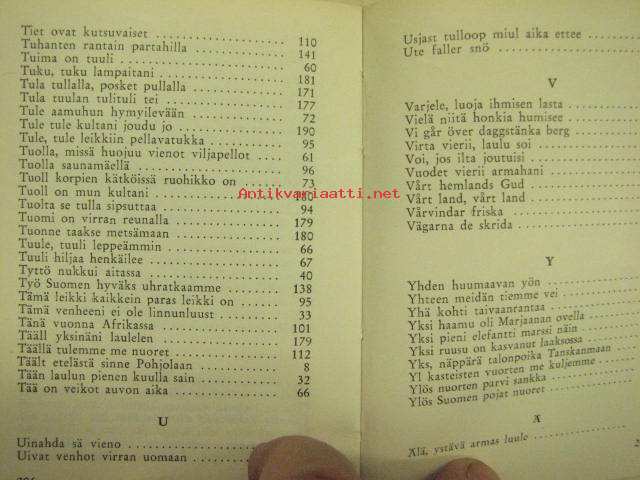 Tiet ovat kutsuvaiset
Tuhanten rantain partahilla 110
Tuima on tuuli 141
Tuku, tuku lampaitani 60
Tula tullalla, posket pullalla 181
Tula tuulan tulituli tei 171
Tule aamuhun hymyilevään 177
Tule tule kultani joudu jo 72
Tule, tule leikkiin pellavatukka 190
Tuolla, missä huojuu vienot viljapellot 95
Tuolla saunamäellä 61
Tuoll korpien kätköissä ruohikko on 96
Tuoll on mun kultani 73
Tuolta se tulla sipsuttaa
Tuomi on virran reunalla 94
Tuonne taakse metsämaan 179
Tuule, tuuli leppeämmin 180
Tuuli hiljaa henkäilee 66
Tyttö nukkui aitassa 67
Työ Suomen hyväks uhratkaamme 40
Tämä leikki kaikkein paras leikki on 138
Tämä venheeni ei ole linnunluust 95
Tänä vuonna Afrikassa 33
Tääll yksinäni laulelen 101
Täällä tulemme me nuoret 179
Täält etelästä sinne Pohjolaan 112
Tään laulun pienen kuulla sain 8
Tää on veikot auvon aika 32
66
U
Uinahda sä vieno
Uivat venhot virran uomaan
Usjast tulloop miul aika ettee
Ute faller snö
V
Varjele, luoja ihmisen lasta
Vielä niitä honkia humisee
Vi går över daggstänka berg
Virta vierii, laulu soi
Voi, jos ilta joutuisi
Vuodet vierii armahani
Vårt hemlands Gud
Vårt land, vårt land
Vårvindar friska
Vägarna de skrida
Y
Yhden huumaavan yön
Yhteen meidän tiemme vei
Yhä kohti taivaanrantaa
Yksi haamu oli Marjaanan ovella
Yksi pieni elefantti marssi näin
Yksi ruusu on kasvanut laaksossa
Yks, näppärä talonpoika Tanskanmaan
Yl kasteisten vuorten me kuljemme
Ylös nuorten parvi sankka
Ylös Suomen pojat nuoret
Ä
Älä, ystävä armas luule
Antikvariaatti.net